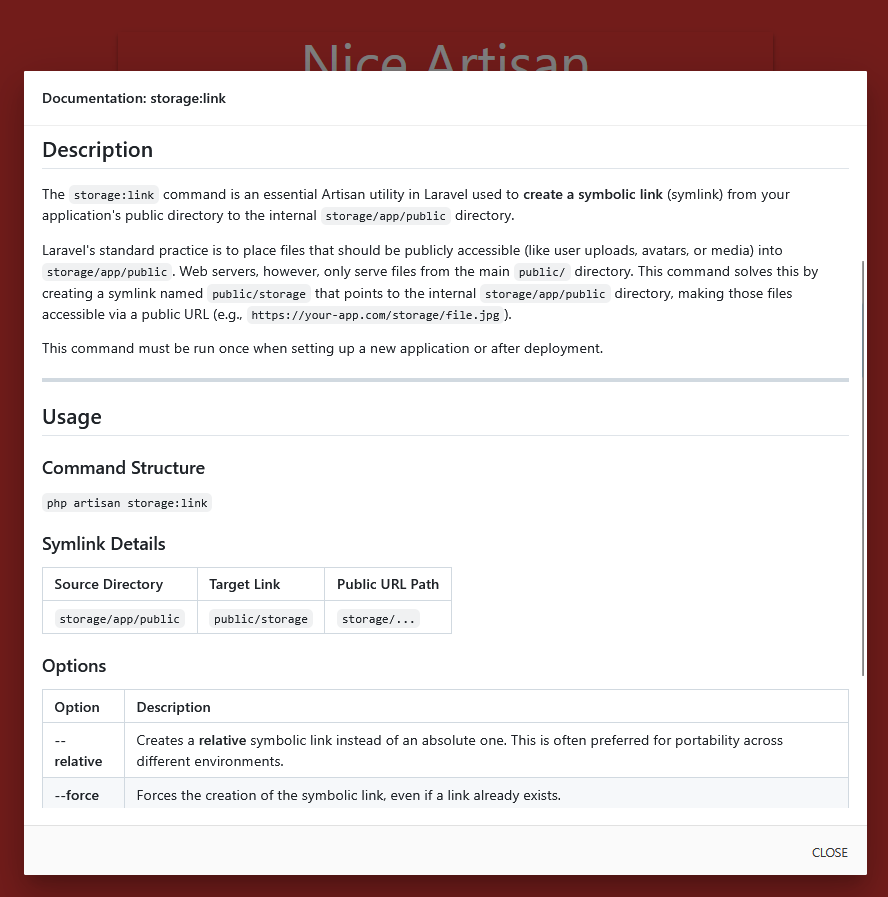 Nice Artisan
Documentation: storage:link
Description
The storage:link command is an essential Artisan utility in Laravel used to create a symbolic link (symlink) from your
application's public directory to the internal storage/app/public directory.
Laravel's standard practice is to place files that should be publicly accessible (like user uploads, avatars, or media) into
storage/app/public. Web servers, however, only serve files from the main public/ directory. This command solves this by
creating a symlink named public/storage that points to the internal storage/app/public directory, making those files
accessible via a public URL (e.g., https://your-app.com/storage/file.jpg).
This command must be run once when setting up a new application or after deployment.
Usage
Command Structure
php artisan storage:link
Symlink Details
Source Directory Target Link Public URL Path
storage/app/public public/storage storage/...
Options
Option Description
-- Creates a relative symbolic link instead of an absolute one. This is often preferred for portability across
relative different environments.
--force Forces the creation of the symbolic link, even if a link already exists.
CLOSE